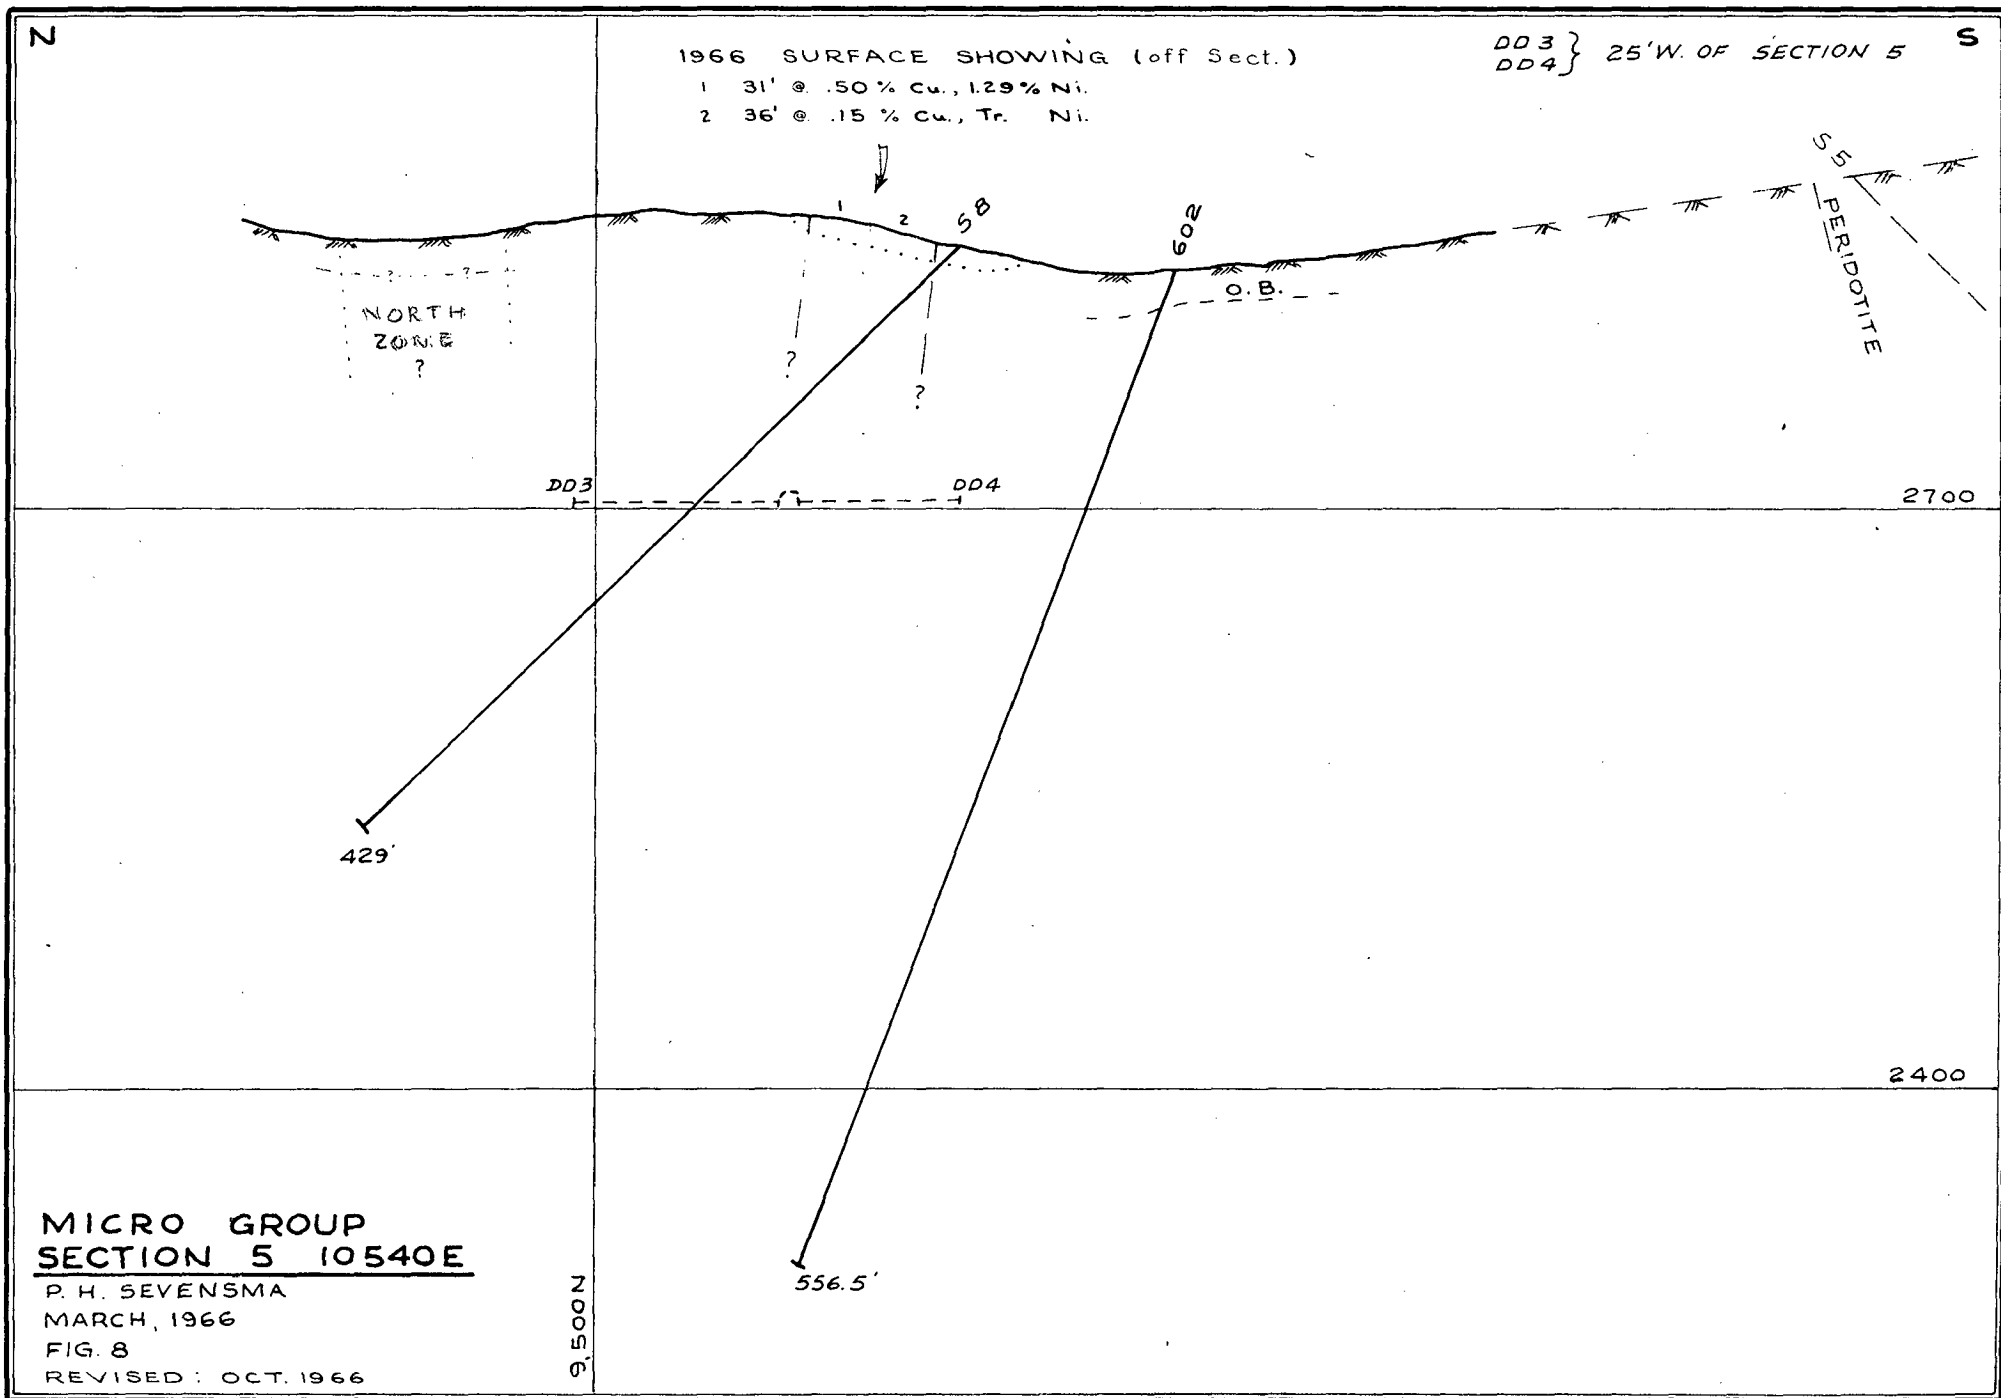 N
1966 SURFACE SHOWING (off Sect.)
1 31' @ .50 % Cu., 1.29 % Ni.
2 36' @ .15 % Cu., Tr. Ni.
DD3 } 25' W. OF SECTION 5
DD4 }
S
1
2
S8
602
S5
PERIDOTITE
O.B.
? ?
NORTH
ZONE
?
?
?
DD3
DD4
2700
429'
2400
556.5'
9,500N
MICRO GROUP
SECTION 5 10540E
P. H. SEVENSMA
MARCH, 1966
FIG. 8
REVISED: OCT. 1966